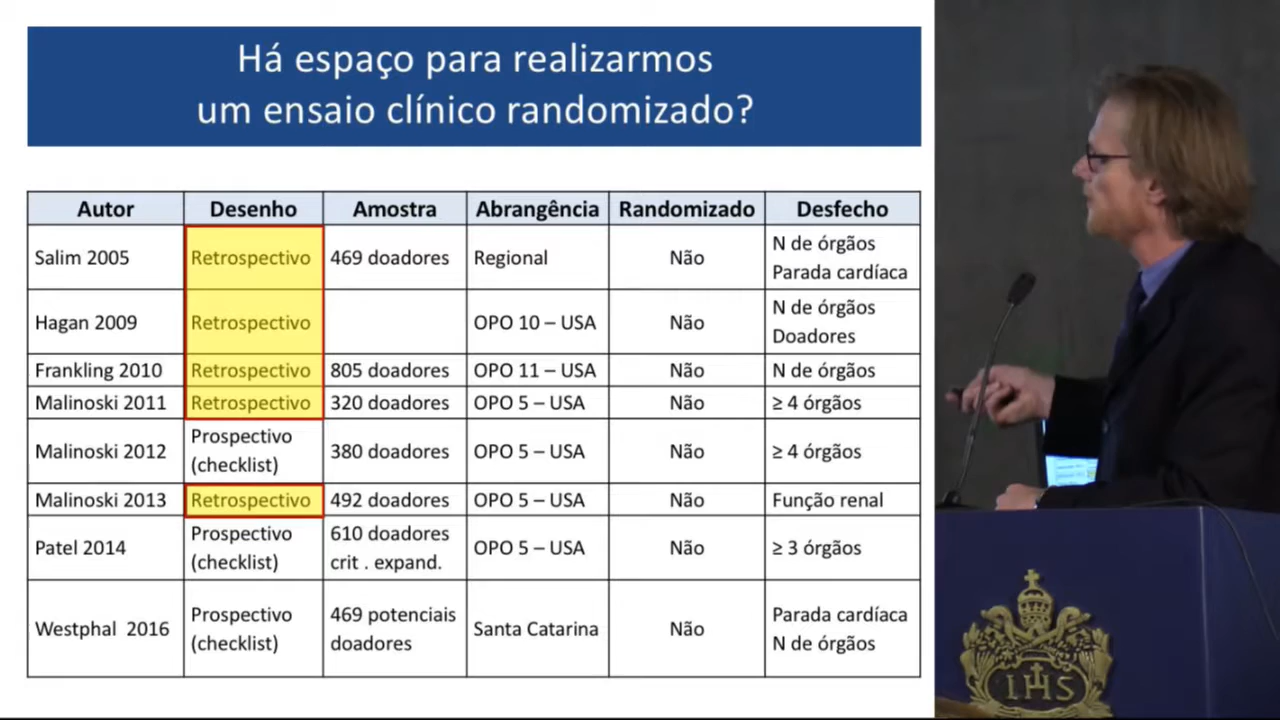 Há espaço para realizarmos
um ensaio clínico randomizado?
Autor Desenho Amostra Abrangência Randomizado Desfecho
Salim 2005 Retrospectivo 469 doadores Regional Não N de órgãos
Parada cardíaca
Hagan 2009 Retrospectivo OPO 10 – USA Não N de órgãos
Doadores
Frankling 2010 Retrospectivo 805 doadores OPO 11 – USA Não N de órgãos
Malinoski 2011 Retrospectivo 320 doadores OPO 5 – USA Não ≥ 4 órgãos
Malinoski 2012 Prospectivo
(checklist) 380 doadores OPO 5 – USA Não ≥ 4 órgãos
Malinoski 2013 Retrospectivo 492 doadores OPO 5 – USA Não Função renal
Patel 2014 Prospectivo
(checklist) 610 doadores
crit . expand. OPO 5 – USA Não ≥ 3 órgãos
Westphal 2016 Prospectivo
(checklist) 469 potenciais
doadores Santa Catarina Não Parada cardíaca
N de órgãos
IHS